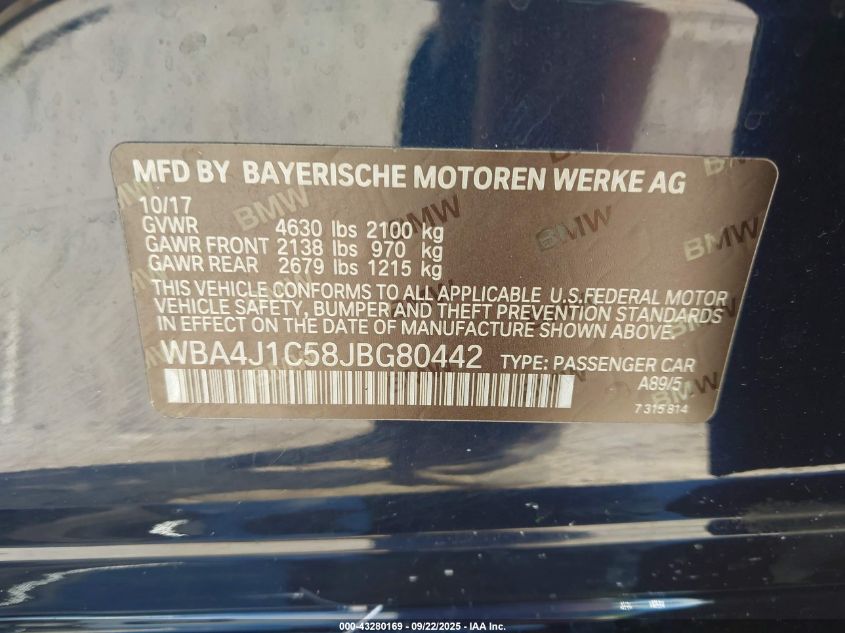 MFD BY BAYERISCHE MOTOREN WERKE AG
10/17
GVWR 4630 lbs 2100 kg
GAWR FRONT 2138 lbs 970 kg
GAWR REAR 2679 lbs 1215 kg
THIS VEHICLE CONFORMS TO ALL APPLICABLE U.S.FEDERAL MOTOR
VEHICLE SAFETY, BUMPER AND THEFT PREVENTION STANDARDS
IN EFFECT ON THE DATE OF MANUFACTURE SHOWN ABOVE.
WBA4J1C58JBG80442 TYPE: PASSENGER CAR
A89/5
7315814
000-43280169 - 09/22/2025 - IAA Inc.